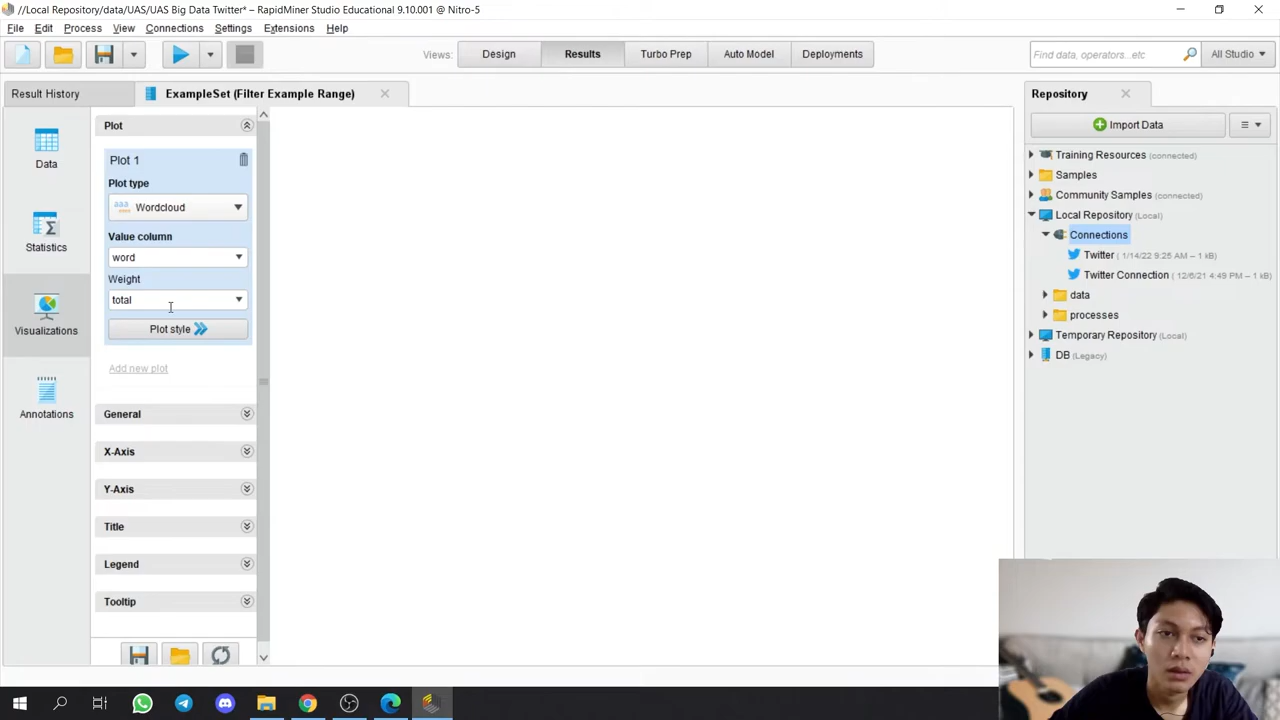 //Local Repository/data/UAS/UAS Big Data Twitter* – RapidMiner Studio Educational 9.10.001 @ Nitro-5
File Edit Process View Connections Settings Extensions Help
Views: Design Results Turbo Prep Auto Model Deployments
Find data, operators...etc All Studio
Result History
ExampleSet (Filter Example Range)
Data
Statistics
Visualizations
Annotations
Plot
Plot 1
Plot type
Wordcloud
Value column
word
Weight
total
Plot style
Add new plot
General
X-Axis
Y-Axis
Title
Legend
Tooltip
Repository
Import Data
Training Resources (connected)
Samples
Community Samples (connected)
Local Repository (Local)
Connections
Twitter (1/14/22 9:25 AM – 1 kB)
Twitter Connection (12/6/21 4:49 PM – 1 kB)
data
processes
Temporary Repository (Local)
DB (Legacy)